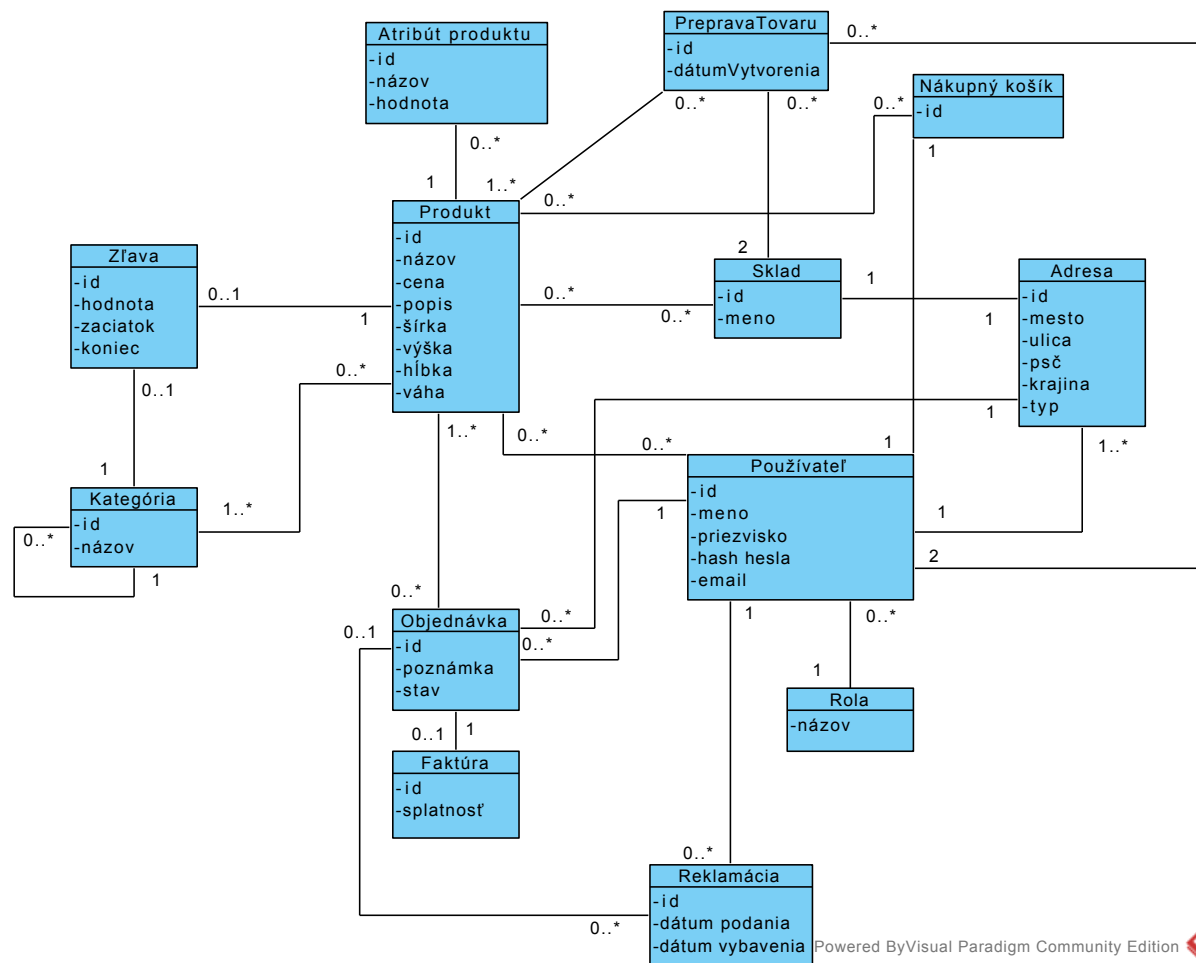 Atribút produktu
-id
-názov
-hodnota
0..*
1
PrepravaTovaru
-id
-dátumVytvorenia
0..*
0..*
0..*
1..*
2
Nákupný košík
-id
0..*
1
0..*
Produkt
-id
-názov
-cena
-popis
-šírka
-výška
-hĺbka
-váha
Zľava
-id
-hodnota
-zaciatok
-koniec
0..1
1
0..1
1
Sklad
-id
-meno
0..*
0..*
1
1
Adresa
-id
-mesto
-ulica
-psč
-krajina
-typ
1
1..*
0..*
1..*
Kategória
-id
-názov
0..*
1
1..*
0..*
0..*
0..*
1
Používateľ
-id
-meno
-priezvisko
-hash hesla
-email
1
1
2
1
0..*
Objednávka
-id
-poznámka
-stav
0..1
0..*
0..*
0..1
1
Faktúra
-id
-splatnosť
1
Rola
-názov
0..*
0..*
Reklamácia
-id
-dátum podania
-dátum vybavenia
Powered ByVisual Paradigm Community Edition